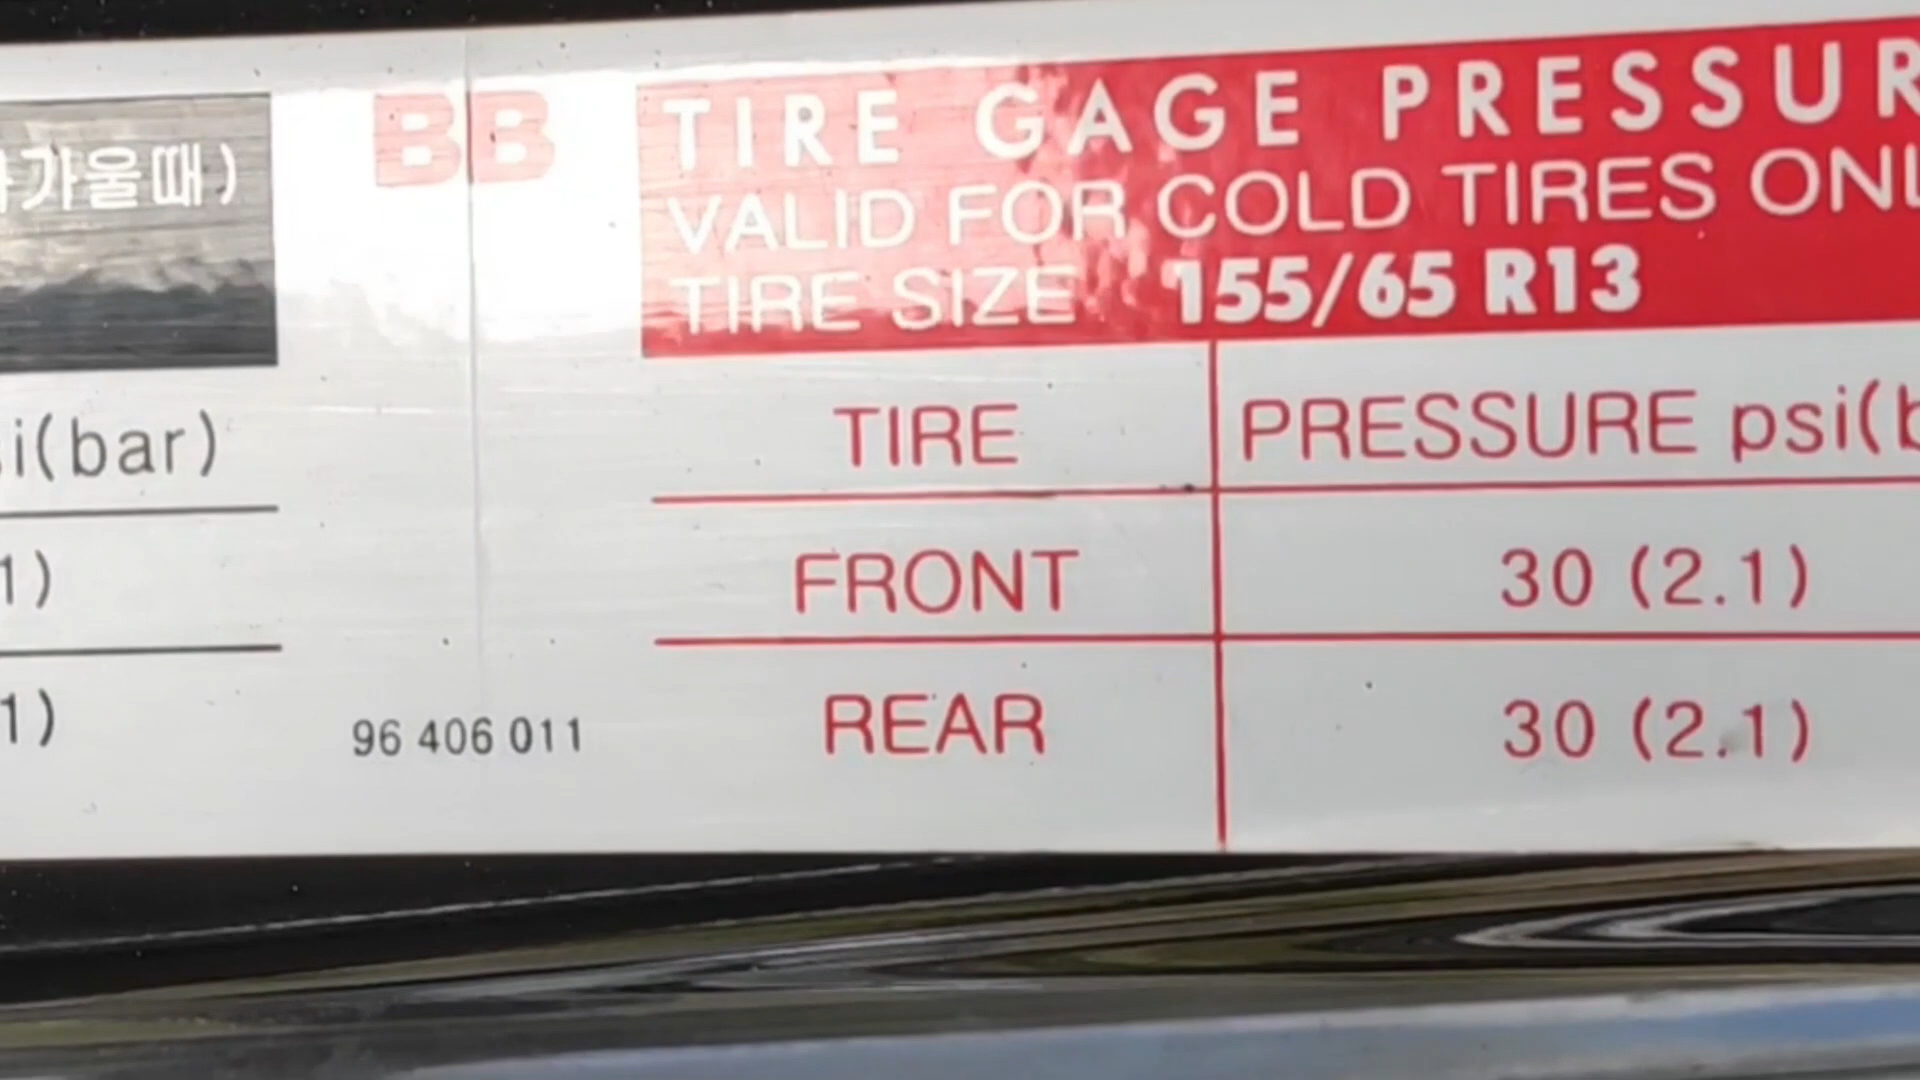 가울때)
i(bar)
1)
1)
BB
96 406 011
TIRE GAGE PRESSUR
VALID FOR COLD TIRES ONL
TIRE SIZE 155/65 R13
TIRE PRESSURE psi(b
FRONT 30 (2.1)
REAR 30 (2.1)